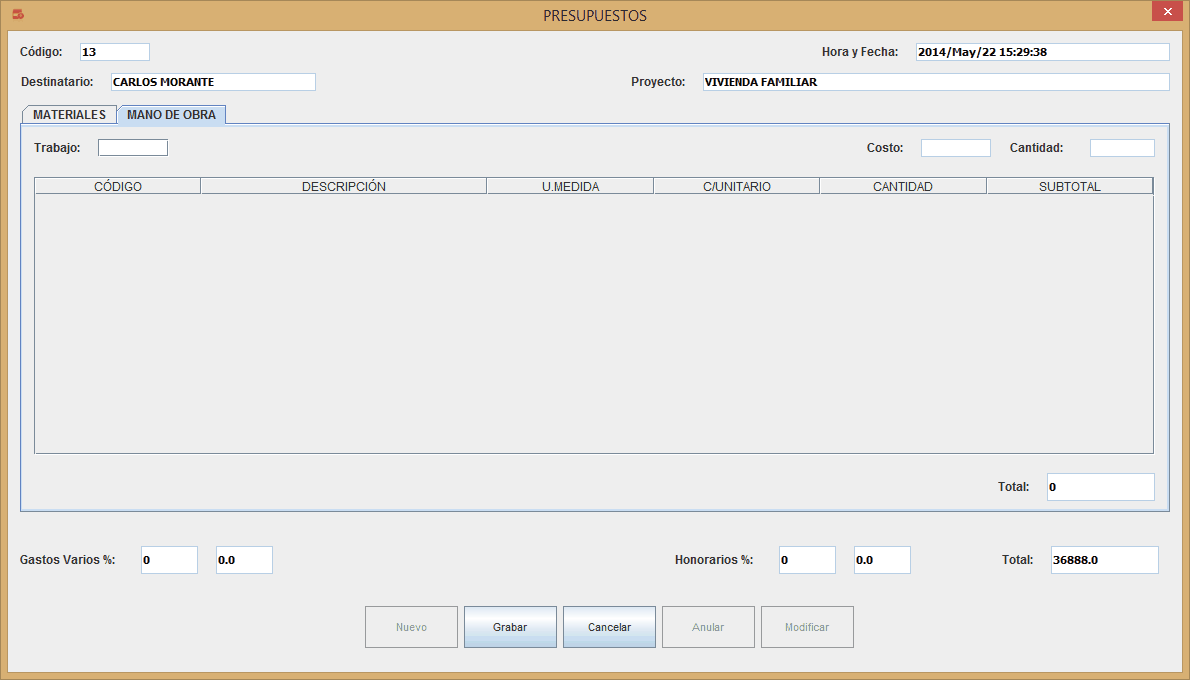 PRESUPUESTOS
Código: 13 Hora y Fecha: 2014/May/22 15:29:38
Destinatario: CARLOS MORANTE Proyecto: VIVIENDA FAMILIAR
MATERIALES MANO DE OBRA
Trabajo: Costo: Cantidad:
CÓDIGO DESCRIPCIÓN U.MEDIDA C/UNITARIO CANTIDAD SUBTOTAL
Total: 0
Gastos Varios %: 0 0.0 Honorarios %: 0 0.0 Total: 36888.0
Nuevo Grabar Cancelar Anular Modificar